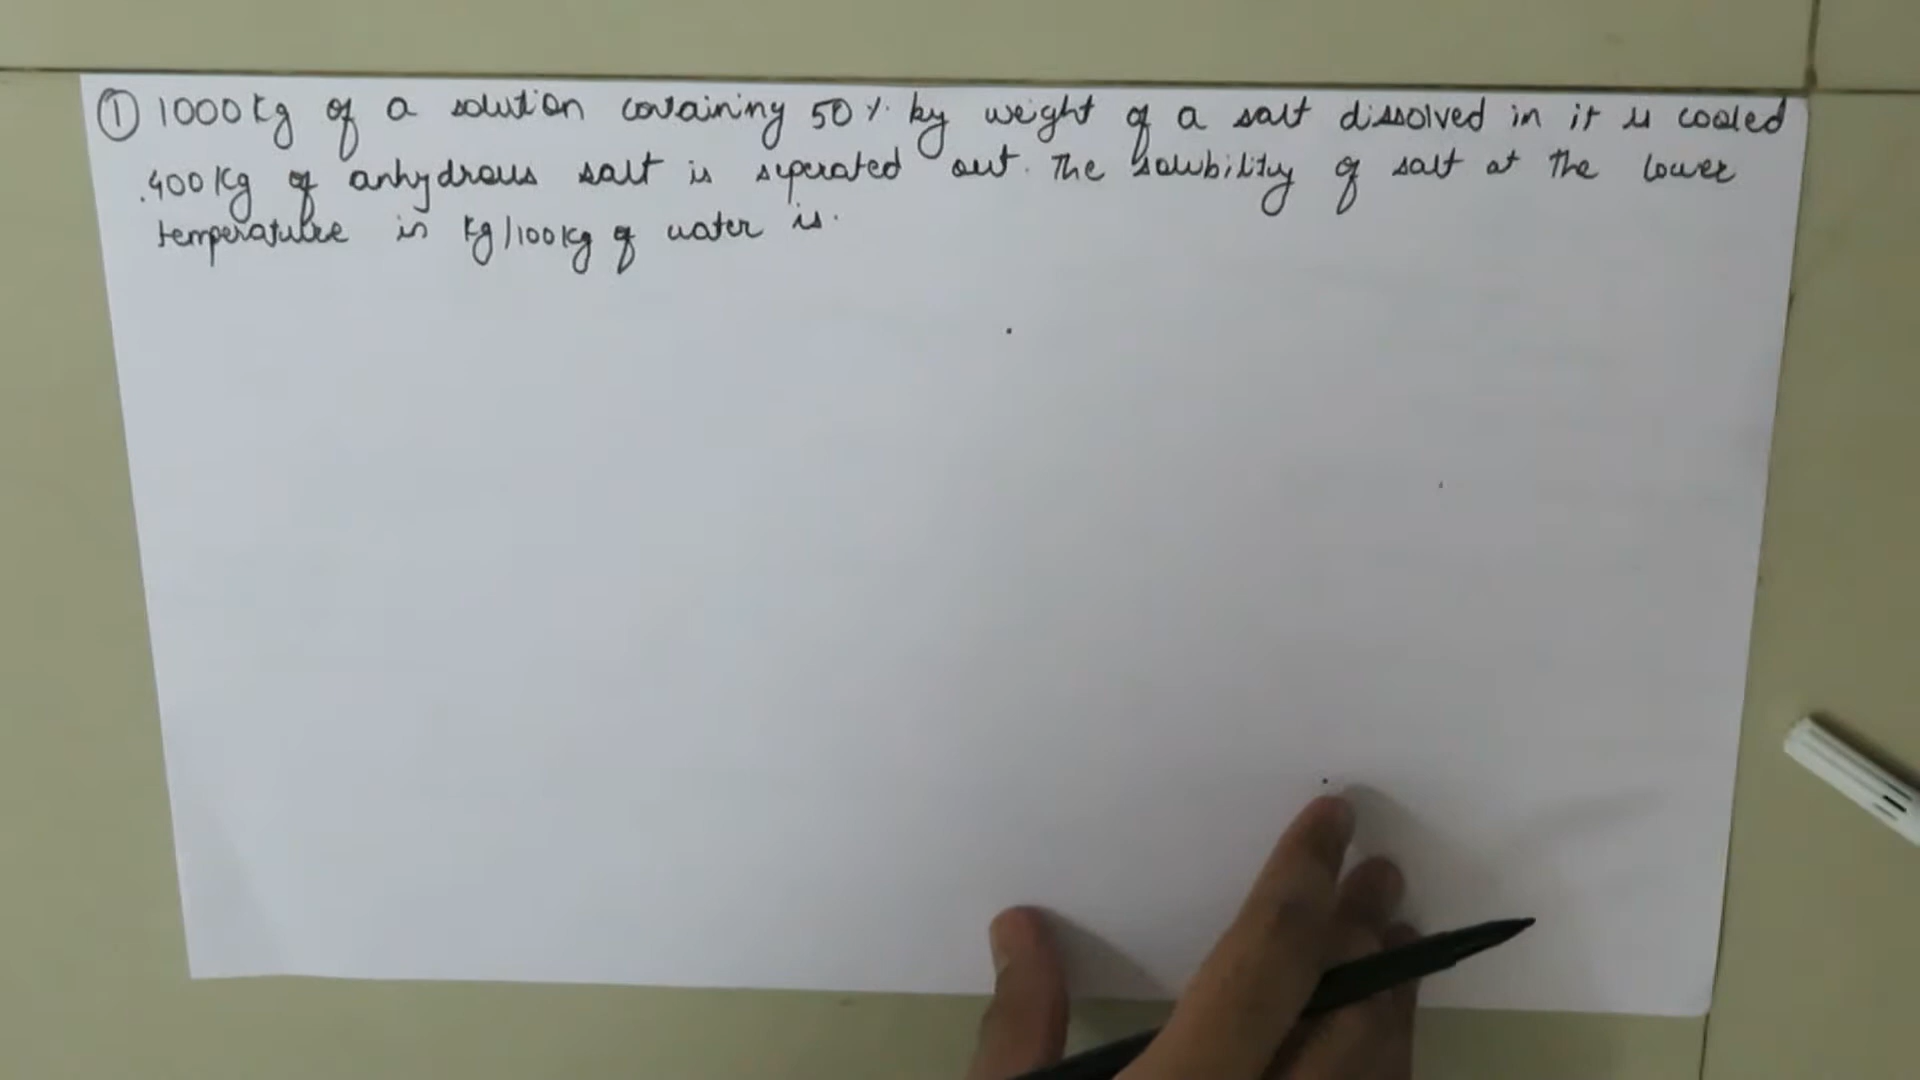 ① 1000 kg of a solution containing 50 % by weight of a salt dissolved in it is cooled
.400 kg of anhydrous salt is seperated out. The solubility of salt at the lower
temperature in kg/100 kg of water is.